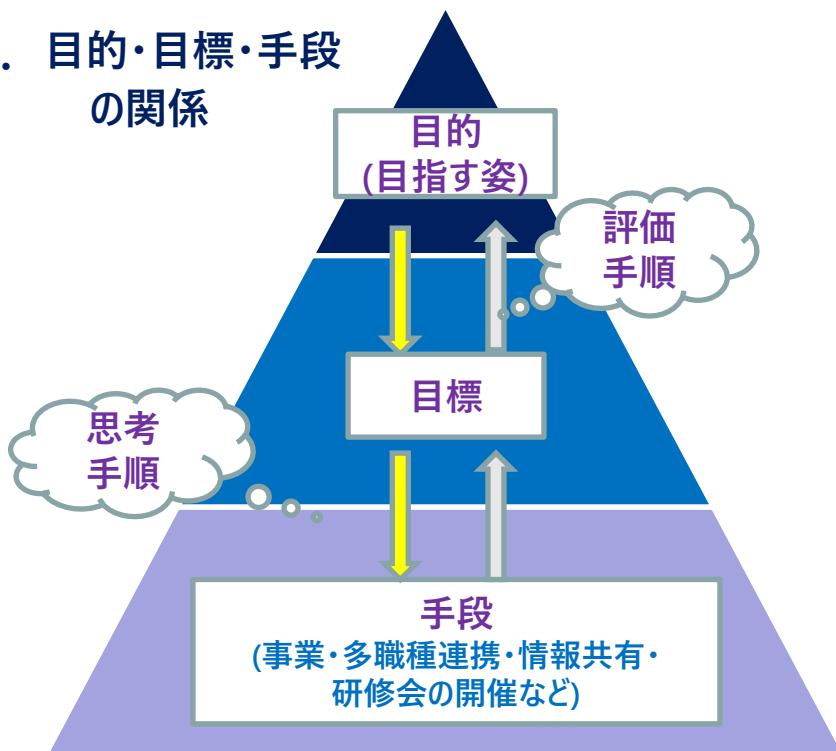 . 目的・目標・手段
の関係
目的
(目指す姿)
評価
手順
目標
思考
手順
手段
(事業・多職種連携・情報共有・
研修会の開催など)